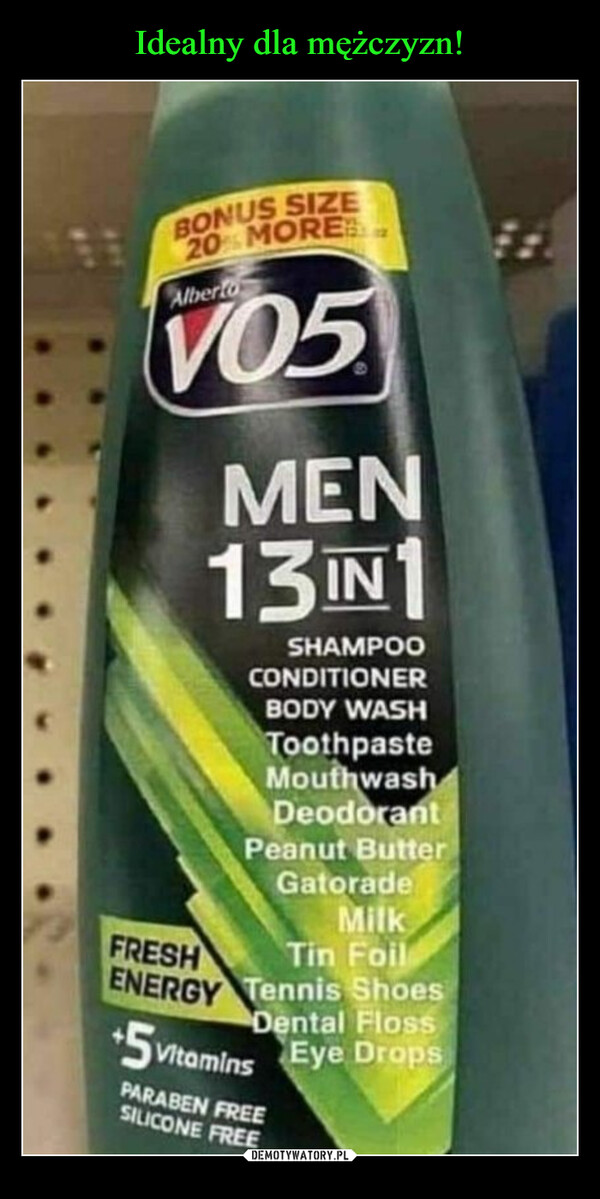 Idealny dla mężczyzn!
BONUS SIZE
20% MORE
Alberto
VO5
MEN
13 IN 1
SHAMPOO
CONDITIONER
BODY WASH
Toothpaste
Mouthwash
Deodorant
Peanut Butter
Gatorade
Milk
Tin Foil
Tennis Shoes
Dental Floss
Eye Drops
FRESH
ENERGY
+5 Vitamins
PARABEN FREE
SILICONE FREE
DEMOTYWATORY.PL